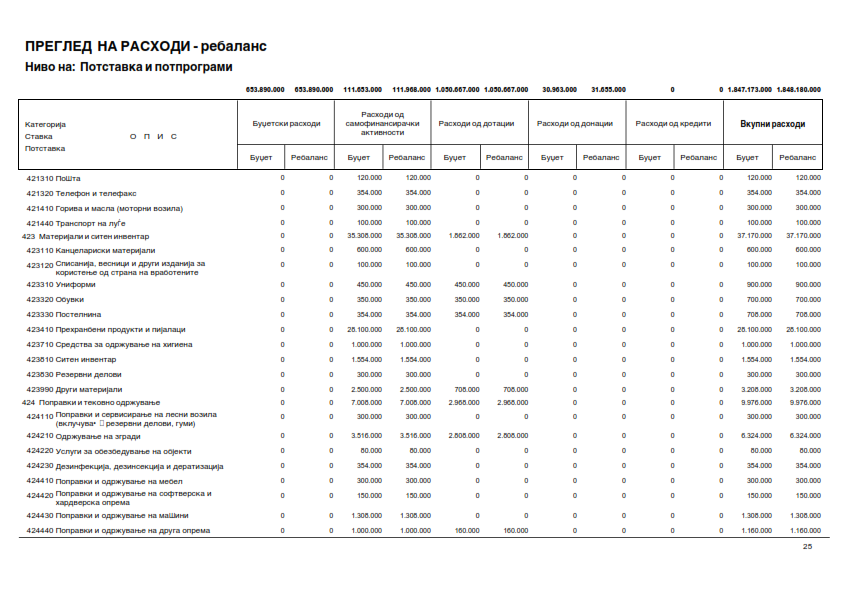 ПРЕГЛЕД НА РАСХОДИ - ребаланс
Ниво на: Потставка и потпрограми
653.890.000 653.890.000 111.653.000 111.968.000 1.050.667.000 1.050.667.000 30.963.000 31.655.000 0 0 1.847.173.000 1.848.180.000
Категорија
Ставка О П И С
Потставка
Буџетски расходи Расходи од самофинансирачки активности Расходи од дотации Расходи од донации Расходи од кредити Вкупни расходи
Буџет Ребаланс Буџет Ребаланс Буџет Ребаланс Буџет Ребаланс Буџет Ребаланс Буџет Ребаланс
421310 ПоШта 0 0 120.000 120.000 0 0 0 0 0 0 120.000 120.000
421320 Телефон и телефакс 0 0 354.000 354.000 0 0 0 0 0 0 354.000 354.000
421410 Горива и масла (моторни возила) 0 0 300.000 300.000 0 0 0 0 0 0 300.000 300.000
421440 Транспорт на луѓе 0 0 100.000 100.000 0 0 0 0 0 0 100.000 100.000
423 Материјали и ситен инвентар 0 0 35.308.000 35.308.000 1.862.000 1.862.000 0 0 0 0 37.170.000 37.170.000
423110 Канцелариски материјали 0 0 600.000 600.000 0 0 0 0 0 0 600.000 600.000
423120 Списанија, весници и други изданија за
користење од страна на вработените 0 0 100.000 100.000 0 0 0 0 0 0 100.000 100.000
423310 Униформи 0 0 450.000 450.000 450.000 450.000 0 0 0 0 900.000 900.000
423320 Обувки 0 0 350.000 350.000 350.000 350.000 0 0 0 0 700.000 700.000
423330 Постелнина 0 0 354.000 354.000 354.000 354.000 0 0 0 0 708.000 708.000
423410 Прехранбени продукти и пијалаци 0 0 28.100.000 28.100.000 0 0 0 0 0 0 28.100.000 28.100.000
423710 Средства за одржување на хигиена 0 0 1.000.000 1.000.000 0 0 0 0 0 0 1.000.000 1.000.000
423810 Ситен инвентар 0 0 1.554.000 1.554.000 0 0 0 0 0 0 1.554.000 1.554.000
423830 Резервни делови 0 0 300.000 300.000 0 0 0 0 0 0 300.000 300.000
423990 Други материјали 0 0 2.500.000 2.500.000 708.000 708.000 0 0 0 0 3.208.000 3.208.000
424 Поправки и тековно одржување 0 0 7.008.000 7.008.000 2.968.000 2.968.000 0 0 0 0 9.976.000 9.976.000
424110 Поправки и сервисирање на лесни возила
(вклучува• □ резервни делови, гуми) 0 0 300.000 300.000 0 0 0 0 0 0 300.000 300.000
424210 Одржување на згради 0 0 3.516.000 3.516.000 2.808.000 2.808.000 0 0 0 0 6.324.000 6.324.000
424220 Услуги за обезбедување на објекти 0 0 80.000 80.000 0 0 0 0 0 0 80.000 80.000
424230 Дезинфекција, дезинсекција и дератизација 0 0 354.000 354.000 0 0 0 0 0 0 354.000 354.000
424410 Поправки и одржување на мебел 0 0 300.000 300.000 0 0 0 0 0 0 300.000 300.000
424420 Поправки и одржување на софтверска и
хардверска опрема 0 0 150.000 150.000 0 0 0 0 0 0 150.000 150.000
424430 Поправки и одржување на маШини 0 0 1.308.000 1.308.000 0 0 0 0 0 0 1.308.000 1.308.000
424440 Поправки и одржување на друга опрема 0 0 1.000.000 1.000.000 160.000 160.000 0 0 0 0 1.160.000 1.160.000
25